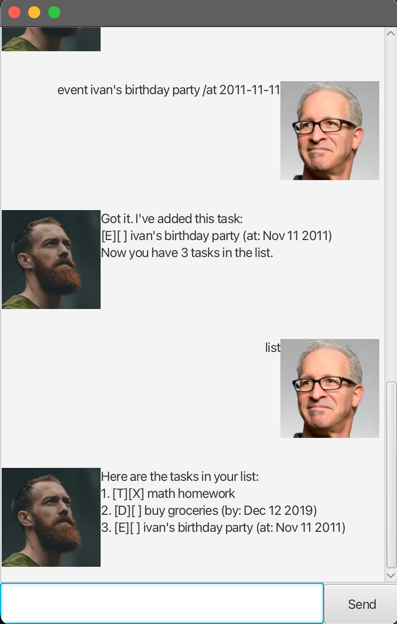 event ivan's birthday party /at 2011-11-11
Got it. I've added this task:
[E][ ] ivan's birthday party (at: Nov 11 2011)
Now you have 3 tasks in the list.
list
Here are the tasks in your list:
1. [T][X] math homework
2. [D][ ] buy groceries (by: Dec 12 2019)
3. [E][ ] ivan's birthday party (at: Nov 11 2011)
Send